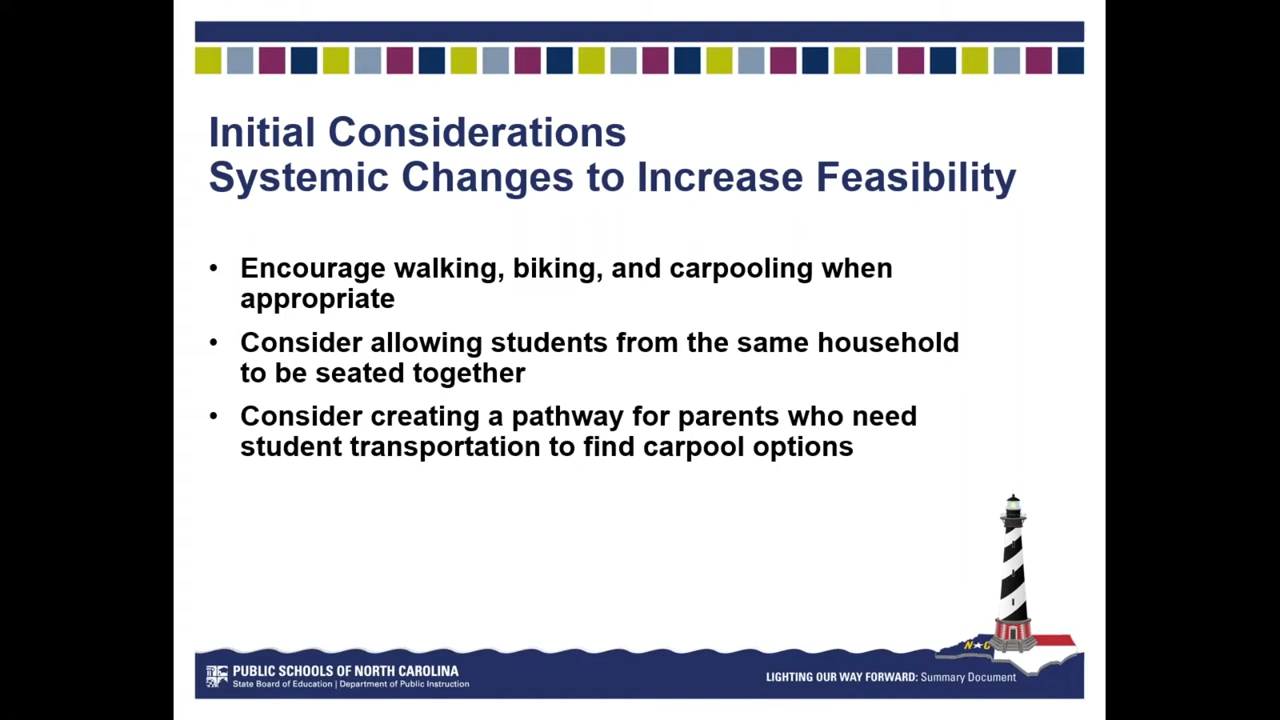 Initial Considerations
Systemic Changes to Increase Feasibility
• Encourage walking, biking, and carpooling when
appropriate
• Consider allowing students from the same household
to be seated together
• Consider creating a pathway for parents who need
student transportation to find carpool options
N★C
PUBLIC SCHOOLS OF NORTH CAROLINA
State Board of Education | Department of Public Instruction
LIGHTING OUR WAY FORWARD: Summary Document